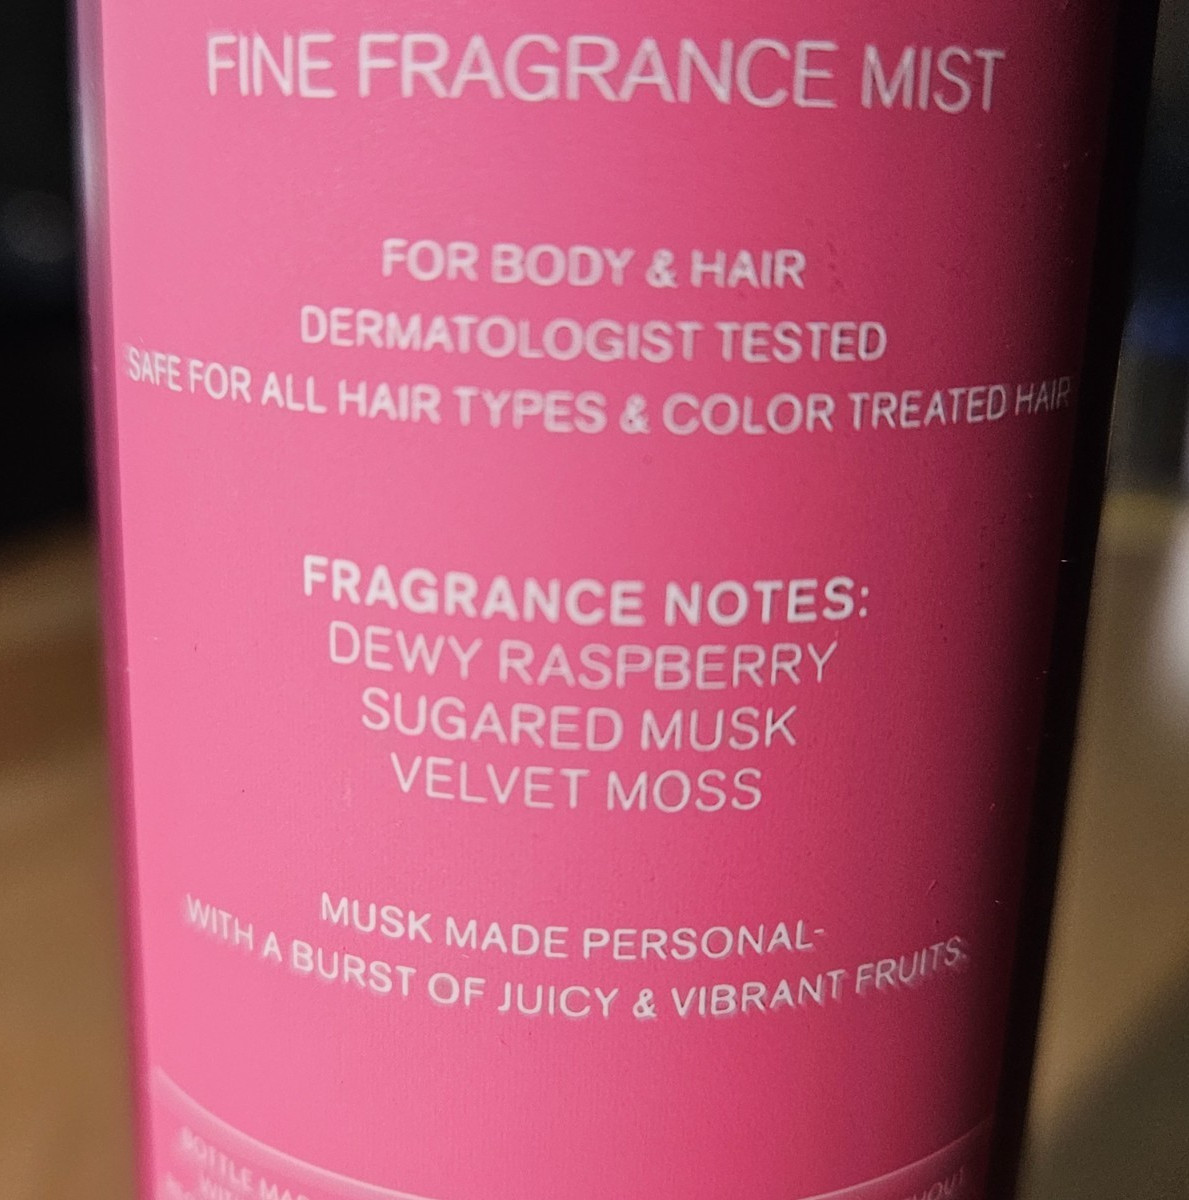 FINE FRAGRANCE MIST
FOR BODY & HAIR
DERMATOLOGIST TESTED
SAFE FOR ALL HAIR TYPES & COLOR TREATED HAIR
FRAGRANCE NOTES:
DEWY RASPBERRY
SUGARED MUSK
VELVET MOSS
MUSK MADE PERSONAL-
WITH A BURST OF JUICY & VIBRANT FRUITS.
BOTTLE